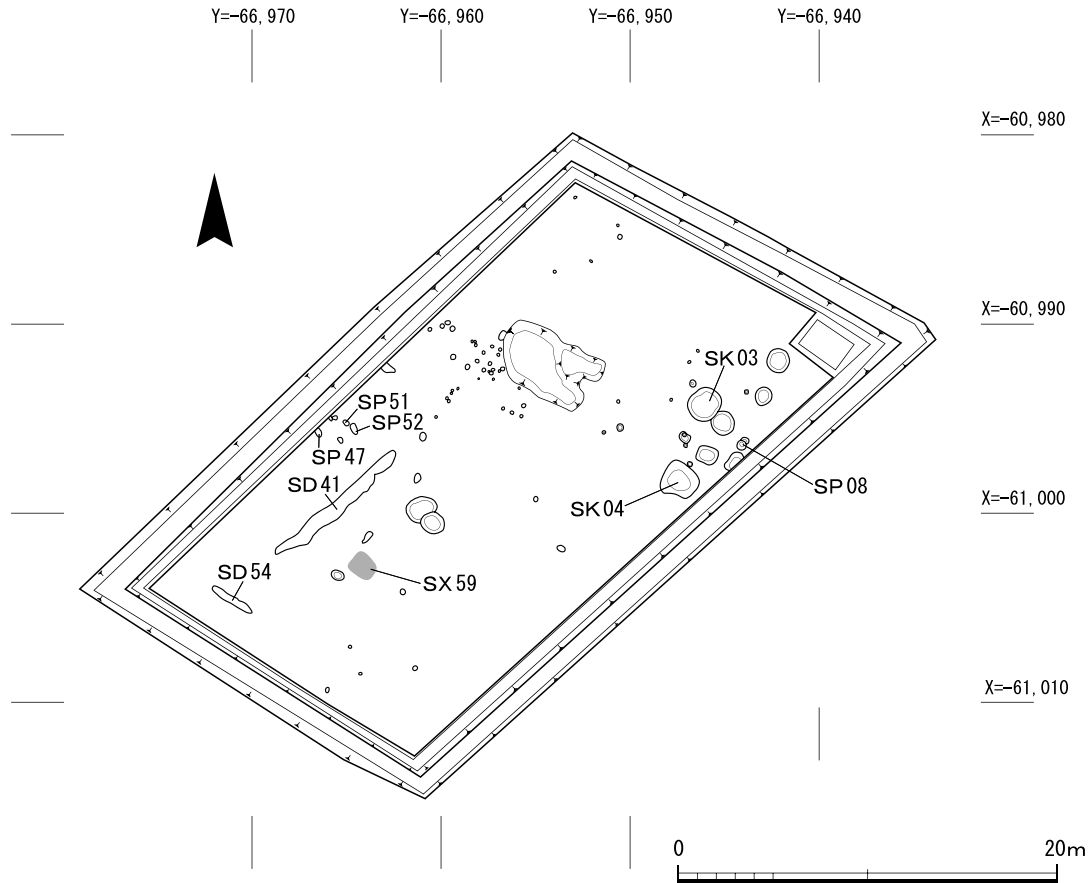 Y=-66,970
Y=-66,960
Y=-66,950
Y=-66,940
X=-60,980
X=-60,990
SK03
SP51
SP52
SP47
SD41
SP08
SK04
X=-61,000
SD54
SX59
X=-61,010
0
20m